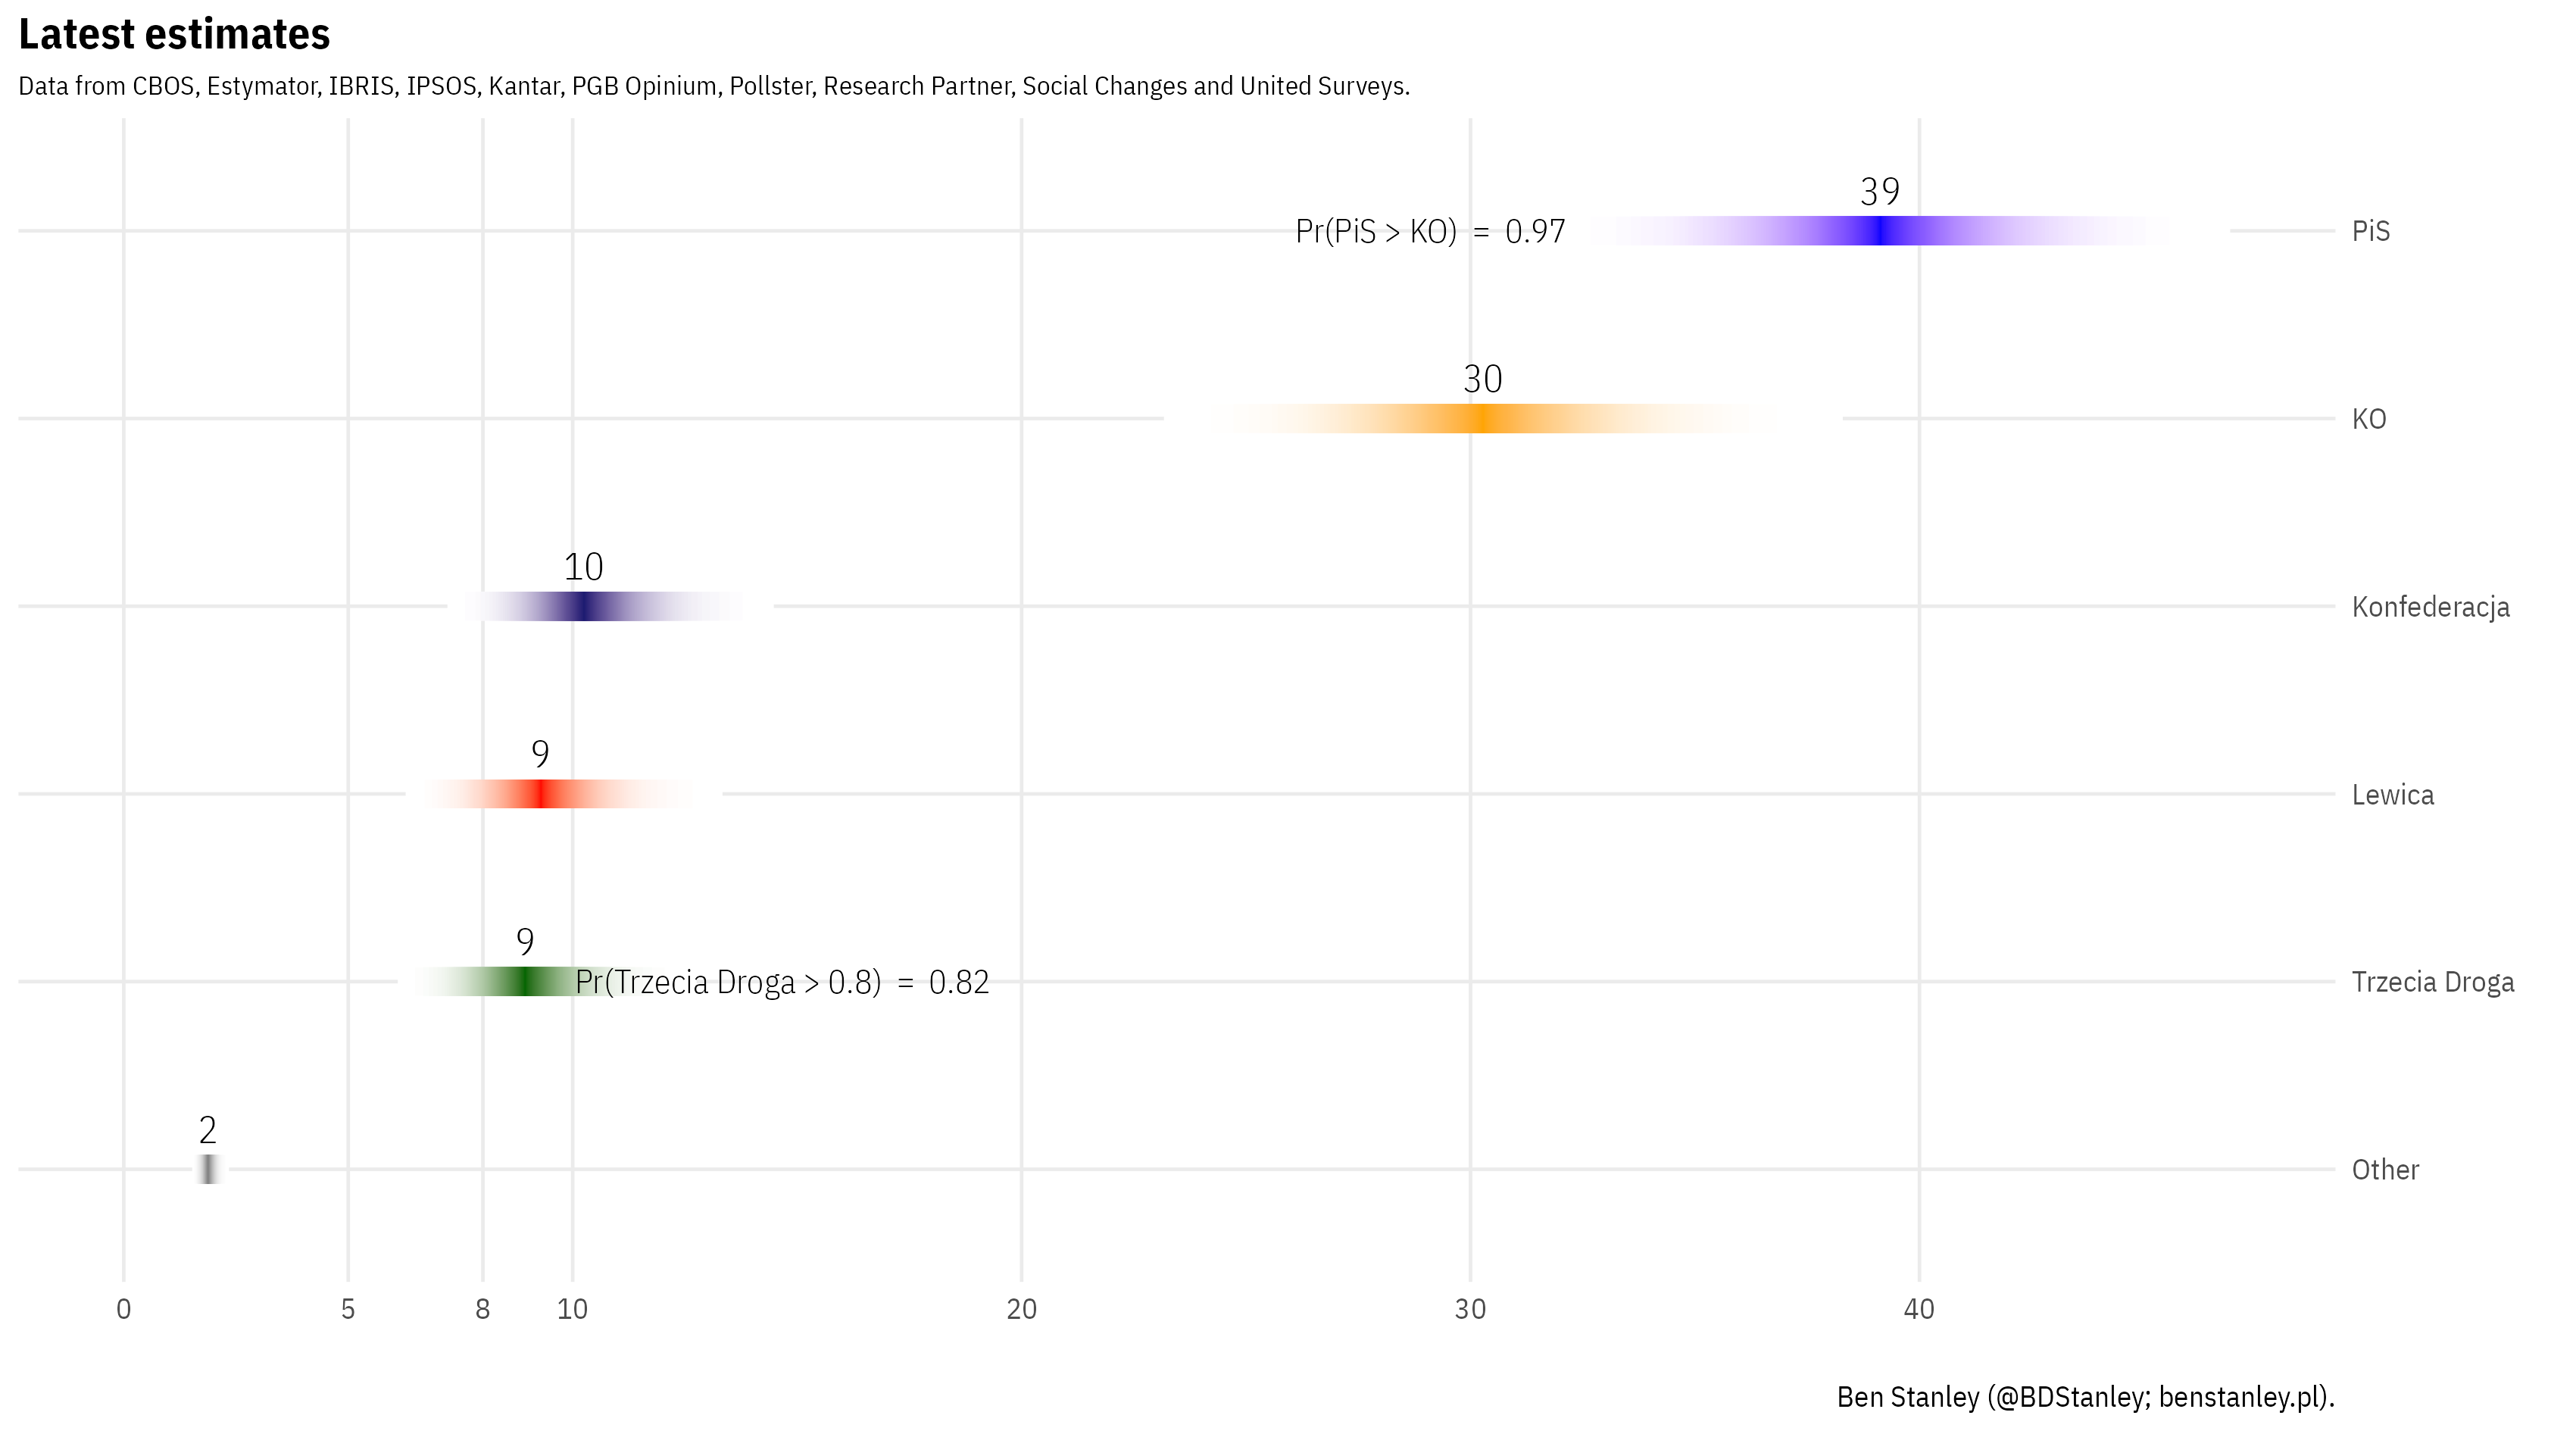 Latest estimates
Data from CBOS, Estymator, IBRIS, IPSOS, Kantar, PGB Opinium, Pollster, Research Partner, Social Changes and United Surveys.
39
Pr(PiS > KO) = 0.97
PiS
30
KO
10
Konfederacja
9
Lewica
9
Pr(Trzecia Droga > 0.8) = 0.82
Trzecia Droga
2
Other
0 5 8 10 20 30 40
Ben Stanley (@BDStanley; benstanley.pl).